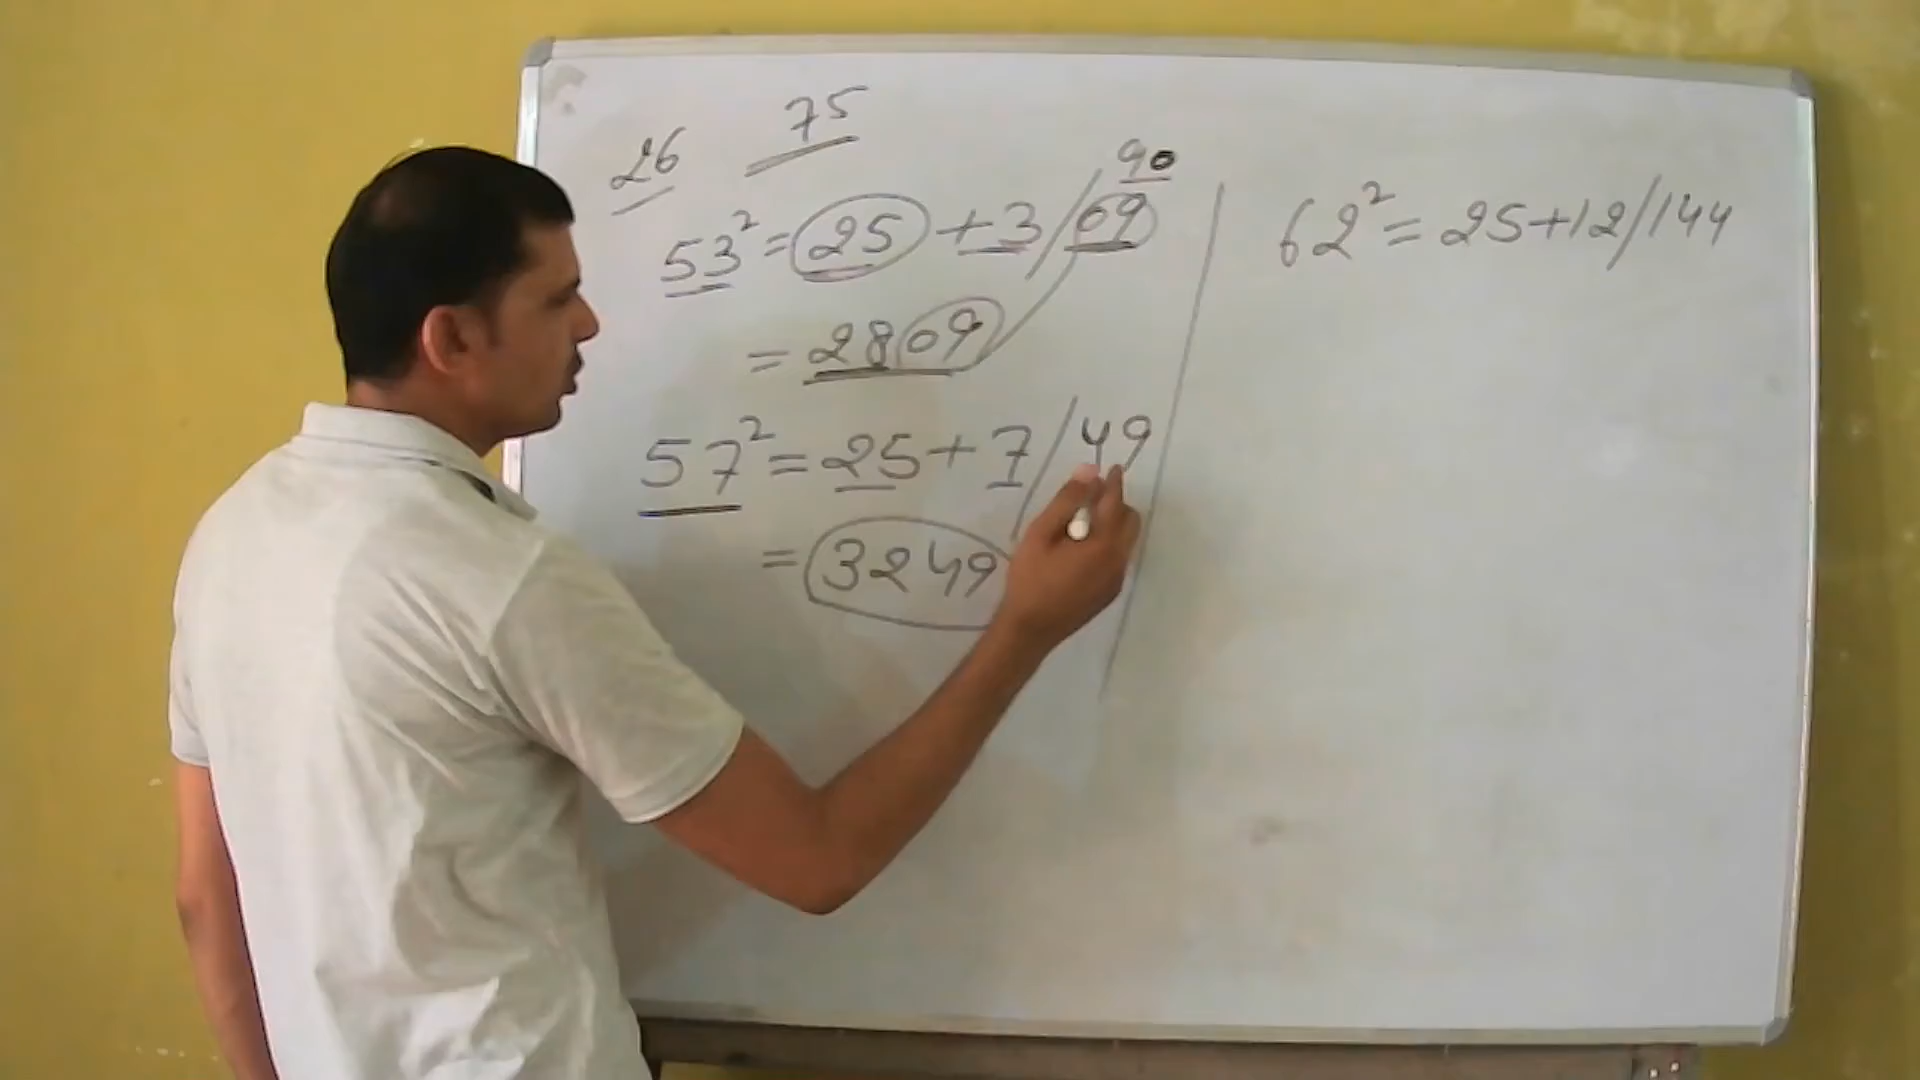 26 75
90
53² = 25 + 3/09
= 2809
57² = 25 + 7/49
= 3249
62² = 25+12/144